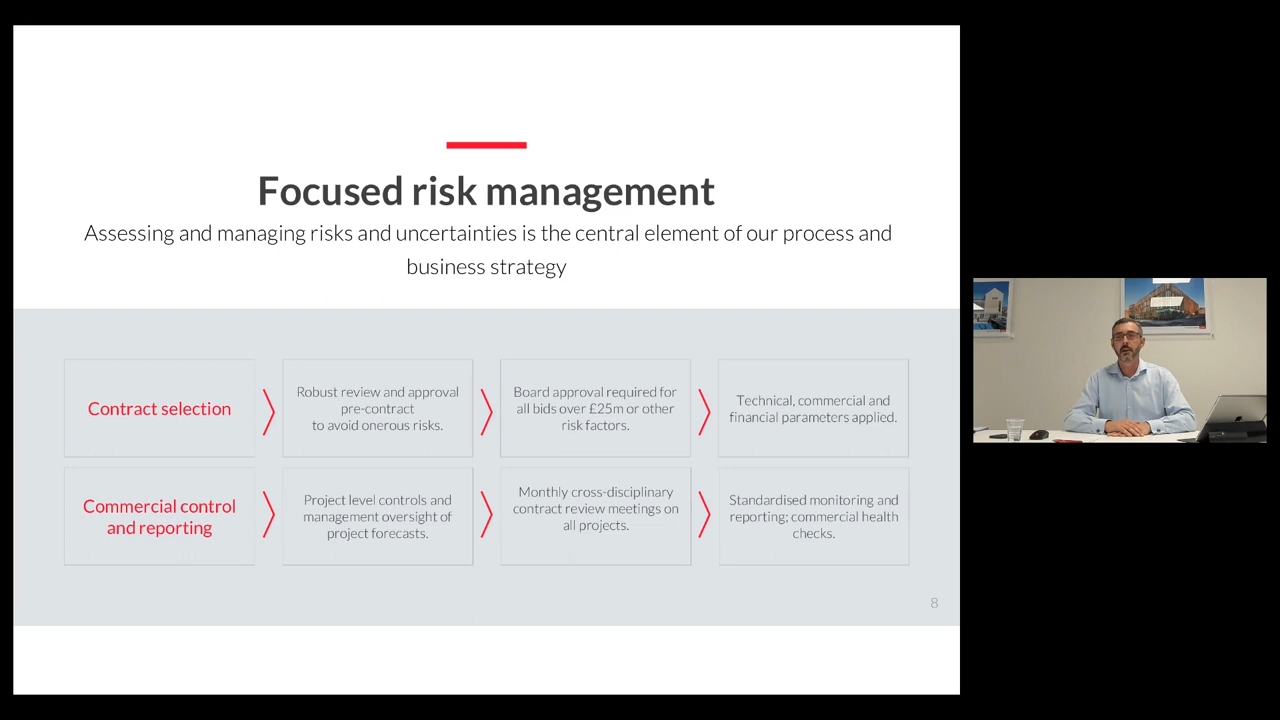 Focused risk management
Assessing and managing risks and uncertainties is the central element of our process and
business strategy
Contract selection
Robust review and approval
pre-contract
to avoid onerous risks.
Board approval required for
all bids over £25m or other
risk factors.
Technical, commercial and
financial parameters applied.
Commercial control
and reporting
Project level controls and
management oversight of
project forecasts.
Monthly cross-disciplinary
contract review meetings on
all projects.
Standardised monitoring and
reporting; commercial health
checks.
8